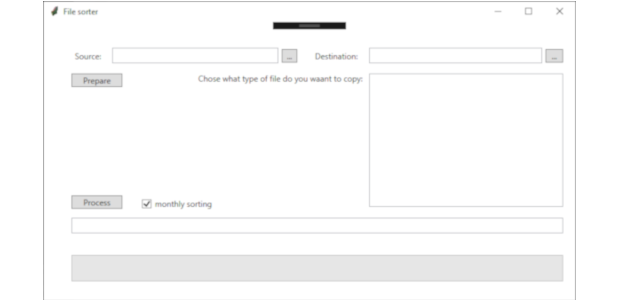 File sorter
Source: ... Destination: ...
Prepare Chose what type of file do you waant to copy:
Process monthly sorting